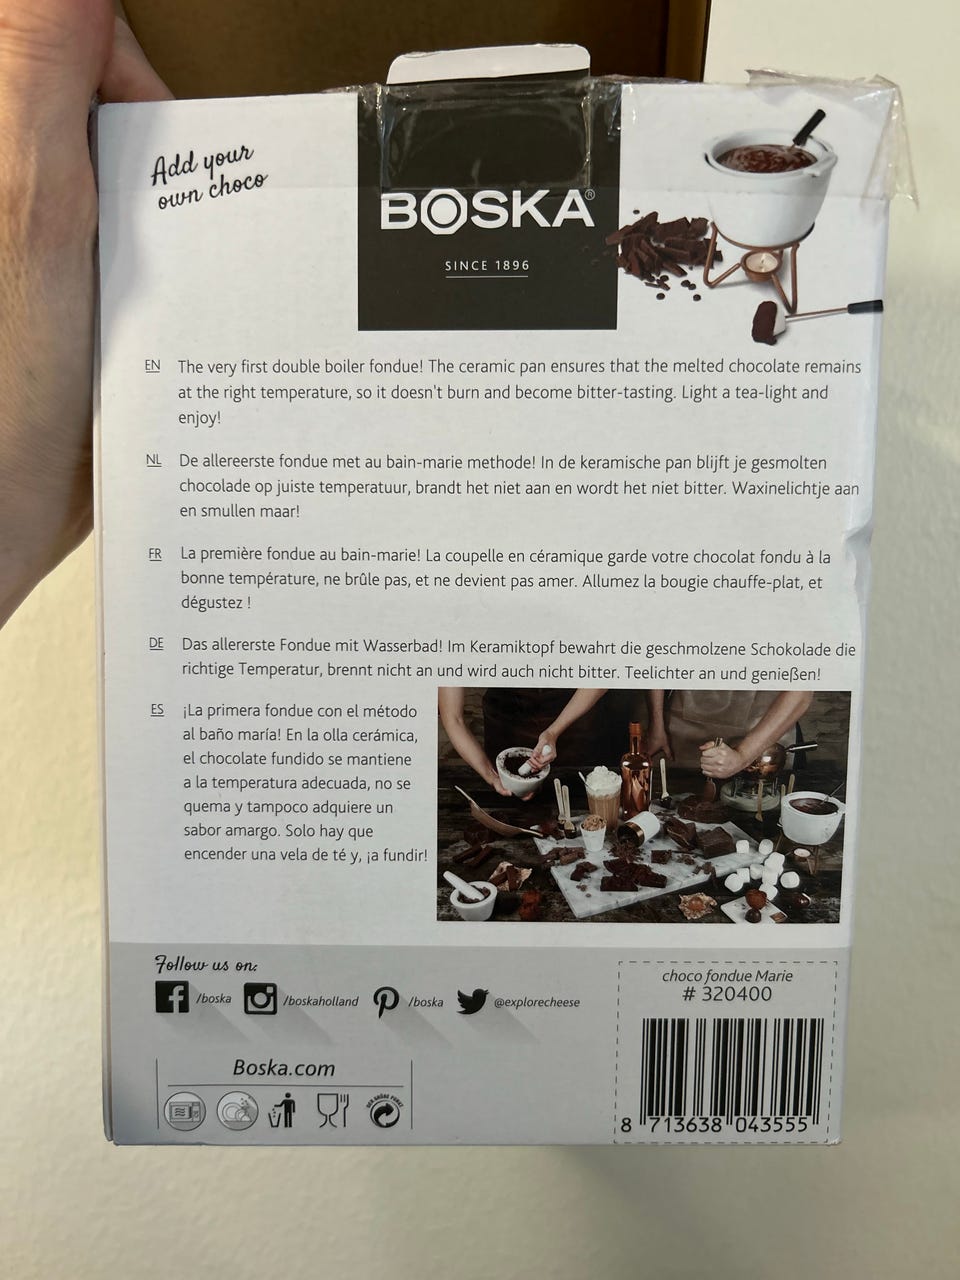 Add your
own choco
BOSKA®
SINCE 1896
EN The very first double boiler fondue! The ceramic pan ensures that the melted chocolate remains
at the right temperature, so it doesn't burn and become bitter-tasting. Light a tea-light and
enjoy!
NL De allereerste fondue met au bain-marie methode! In de keramische pan blijft je gesmolten
chocolade op juiste temperatuur, brandt het niet aan en wordt het niet bitter. Waxinelichtje aan
en smullen maar!
FR La première fondue au bain-marie! La coupelle en céramique garde votre chocolat fondu à la
bonne température, ne brûle pas, et ne devient pas amer. Allumez la bougie chauffe-plat, et
dégustez !
DE Das allererste Fondue mit Wasserbad! Im Keramiktopf bewahrt die geschmolzene Schokolade die
richtige Temperatur, brennt nicht an und wird auch nicht bitter. Teelichter an und genießen!
ES ¡La primera fondue con el método
al baño maría! En la olla cerámica,
el chocolate fundido se mantiene
a la temperatura adecuada, no se
quema y tampoco adquiere un
sabor amargo. Solo hay que
encender una vela de té y, ¡a fundir!
Follow us on:
/boska /boskaholland /boska @explorecheese
Boska.com
DER GRÜNE PUNKT
choco fondue Marie
# 320400
8 713638 043555